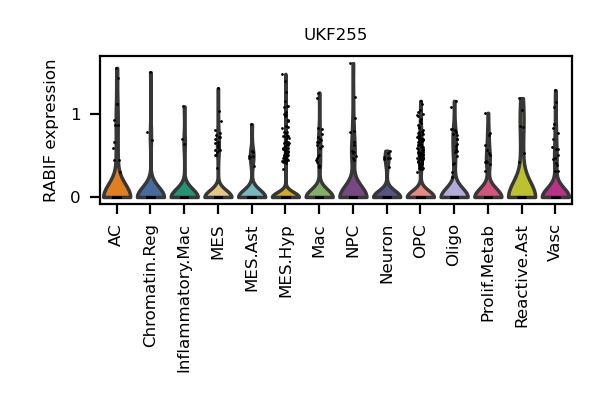 UKF255
RABIF expression
1
0
AC
Chromatin.Reg
Inflammatory.Mac
MES
MES.Ast
MES.Hyp
Mac
NPC
Neuron
OPC
Oligo
Prolif.Metab
Reactive.Ast
Vasc